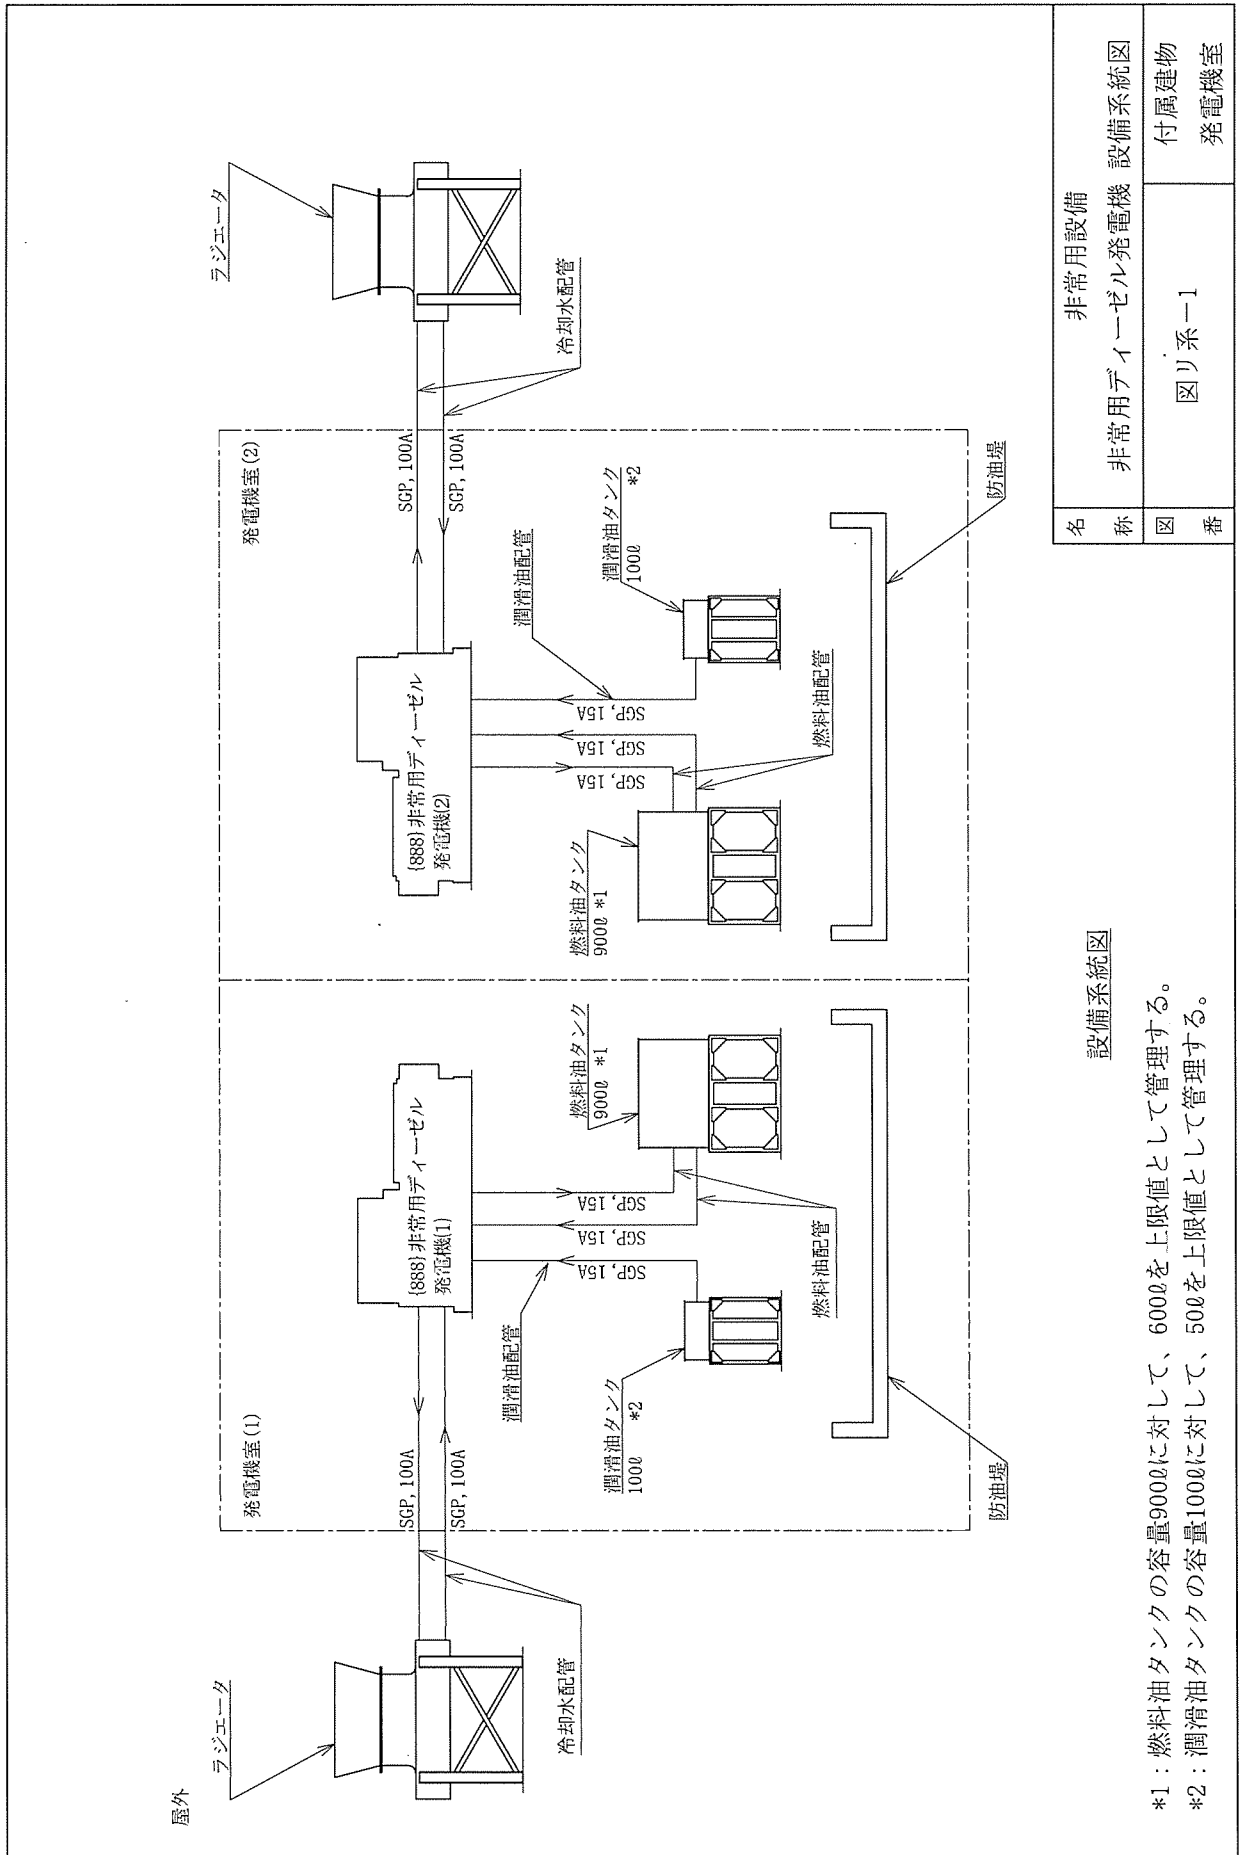 屋外
ラジエータ
冷却水配管
発電機室(1)
SGP, 100A
SGP, 100A
{888}非常用ディーゼル
発電機(1)
潤滑油配管
SGP, 15A
SGP, 15A
SGP, 15A
潤滑油タンク
100ℓ *2
燃料油タンク
900ℓ *1
燃料油配管
防油堤
発電機室(2)
{888}非常用ディーゼル
発電機(2)
SGP, 100A
SGP, 100A
燃料油タンク
900ℓ *1
SGP, 15A
SGP, 15A
SGP, 15A
潤滑油配管
潤滑油タンク
100ℓ *2
燃料油配管
防油堤
ラジエータ
冷却水配管
設備系統図
*1：燃料油タンクの容量900ℓに対して、600ℓを上限値として管理する。
*2：潤滑油タンクの容量100ℓに対して、50ℓを上限値として管理する。
名称
非常用設備
非常用ディーゼル発電機 設備系統図
図番
図リ系－1
付属建物
発電機室